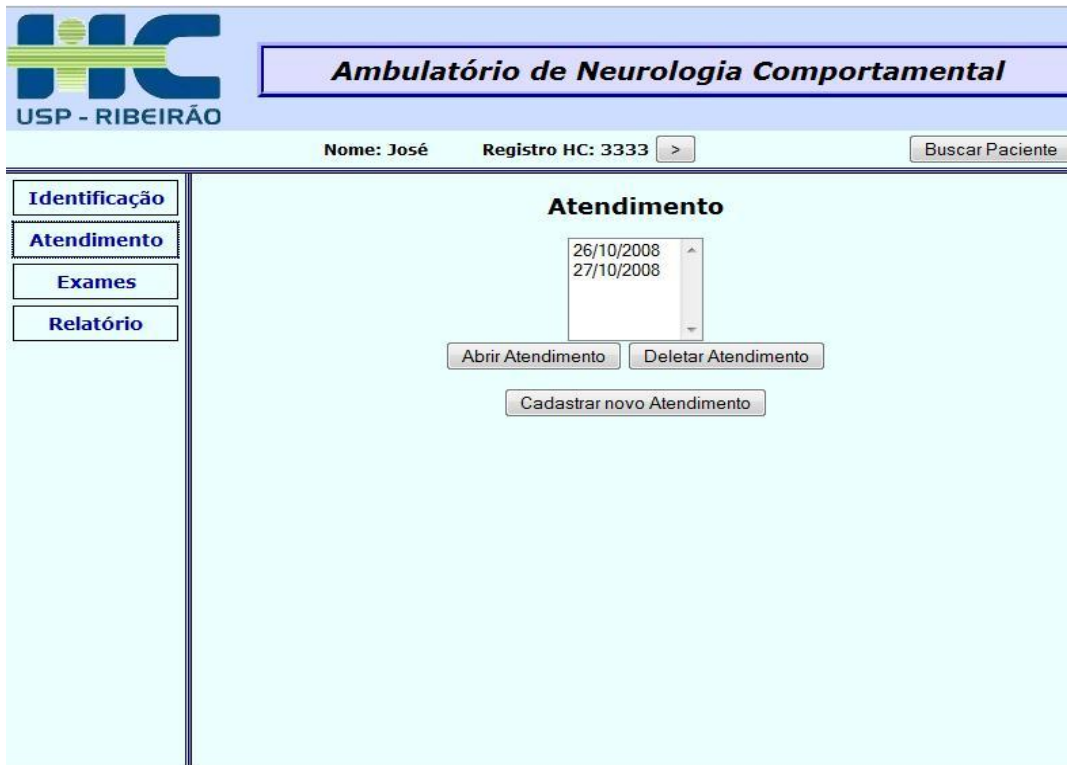 HC
USP - RIBEIRÃO
Ambulatório de Neurologia Comportamental
Nome: José Registro HC: 3333 > Buscar Paciente
Identificação
Atendimento
Exames
Relatório
Atendimento
26/10/2008
27/10/2008
Abrir Atendimento Deletar Atendimento
Cadastrar novo Atendimento